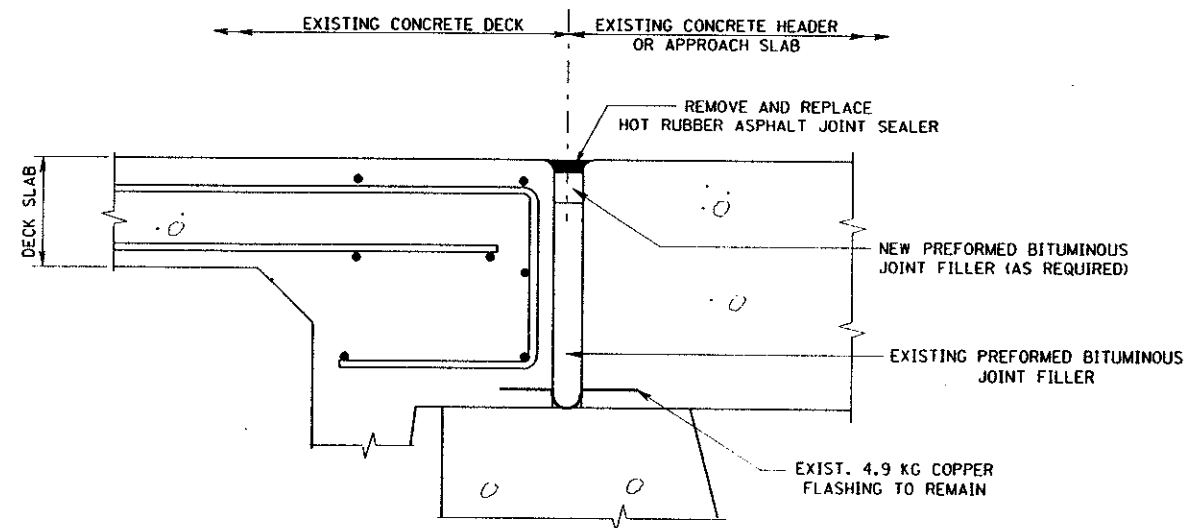 EXISTING CONCRETE DECK
EXISTING CONCRETE HEADER
OR APPROACH SLAB
REMOVE AND REPLACE
HOT RUBBER ASPHALT JOINT SEALER
DECK SLAB
NEW PREFORMED BITUMINOUS
JOINT FILLER (AS REQUIRED)
EXISTING PREFORMED BITUMINOUS
JOINT FILLER
EXIST. 4.9 KG COPPER
FLASHING TO REMAIN